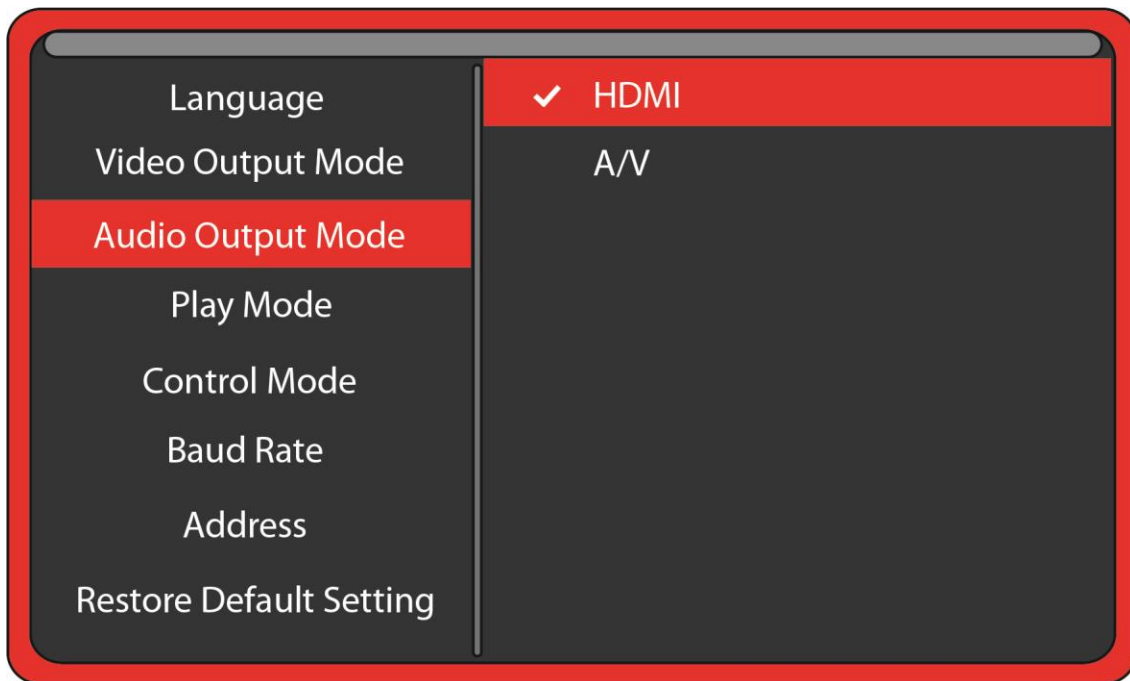 Language
Video Output Mode
Audio Output Mode
Play Mode
Control Mode
Baud Rate
Address
Restore Default Setting
HDMI
A/V